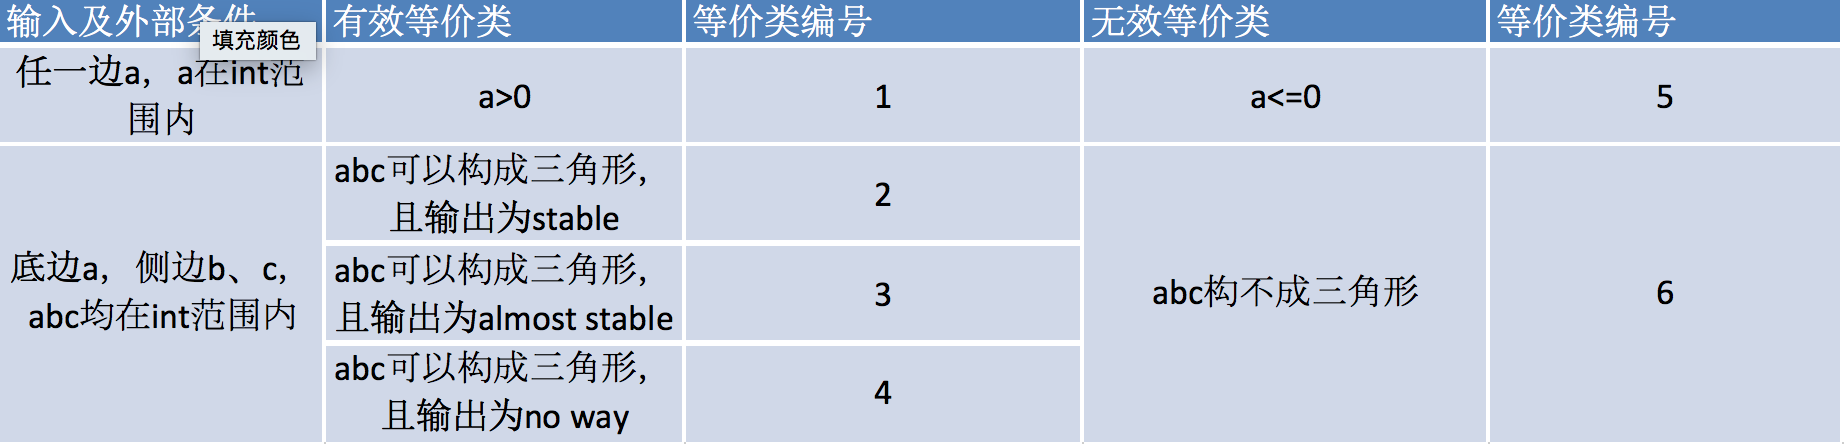 输入及外部条件
有效等价类
等价类编号
无效等价类
等价类编号
填充颜色
任一边a，a在int范
围内
a>0
1
a<=0
5
底边a，侧边b、c，
abc均在int范围内
abc可以构成三角形，
且输出为stable
2
abc可以构成三角形，
且输出为almost stable
3
abc可以构成三角形，
且输出为no way
4
abc构不成三角形
6